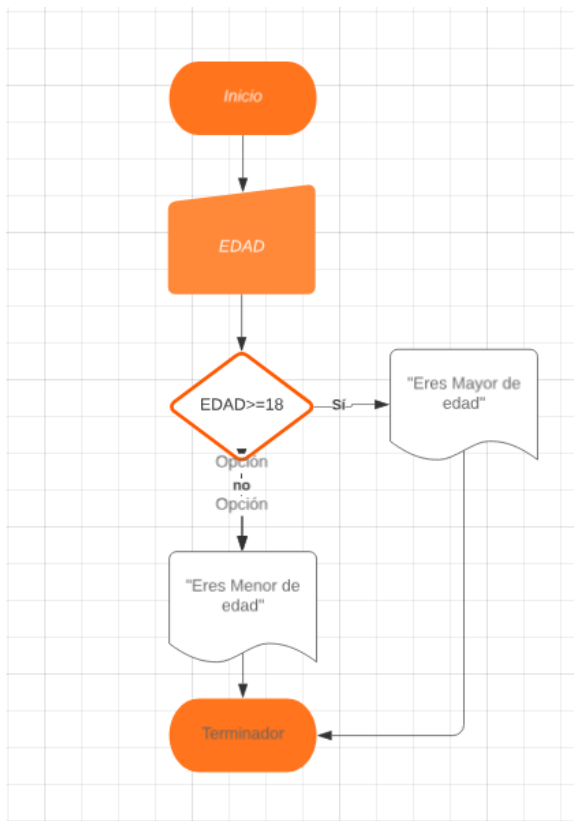 Inicio
EDAD
EDAD>=18
Sí
"Eres Mayor de
edad"
Opción
no
Opción
"Eres Menor de
edad"
Terminador